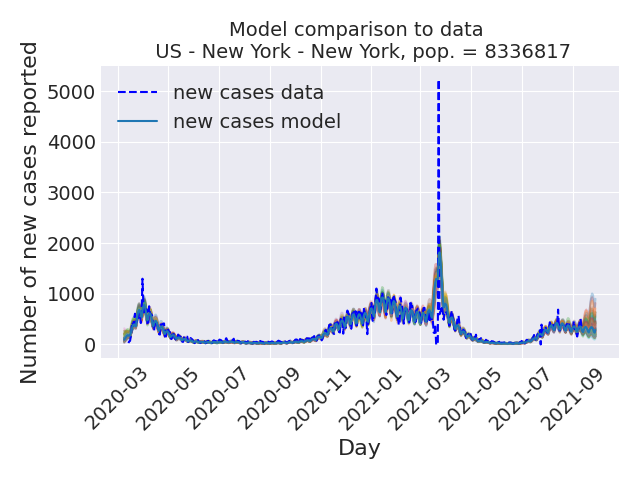 Model comparison to data
US - New York - New York, pop. = 8336817
Number of new cases reported
5000
4000
3000
2000
1000
0
new cases data
new cases model
2020-03
2020-05
2020-07
2020-09
2020-11
2021-01
2021-03
2021-05
2021-07
2021-09
Day